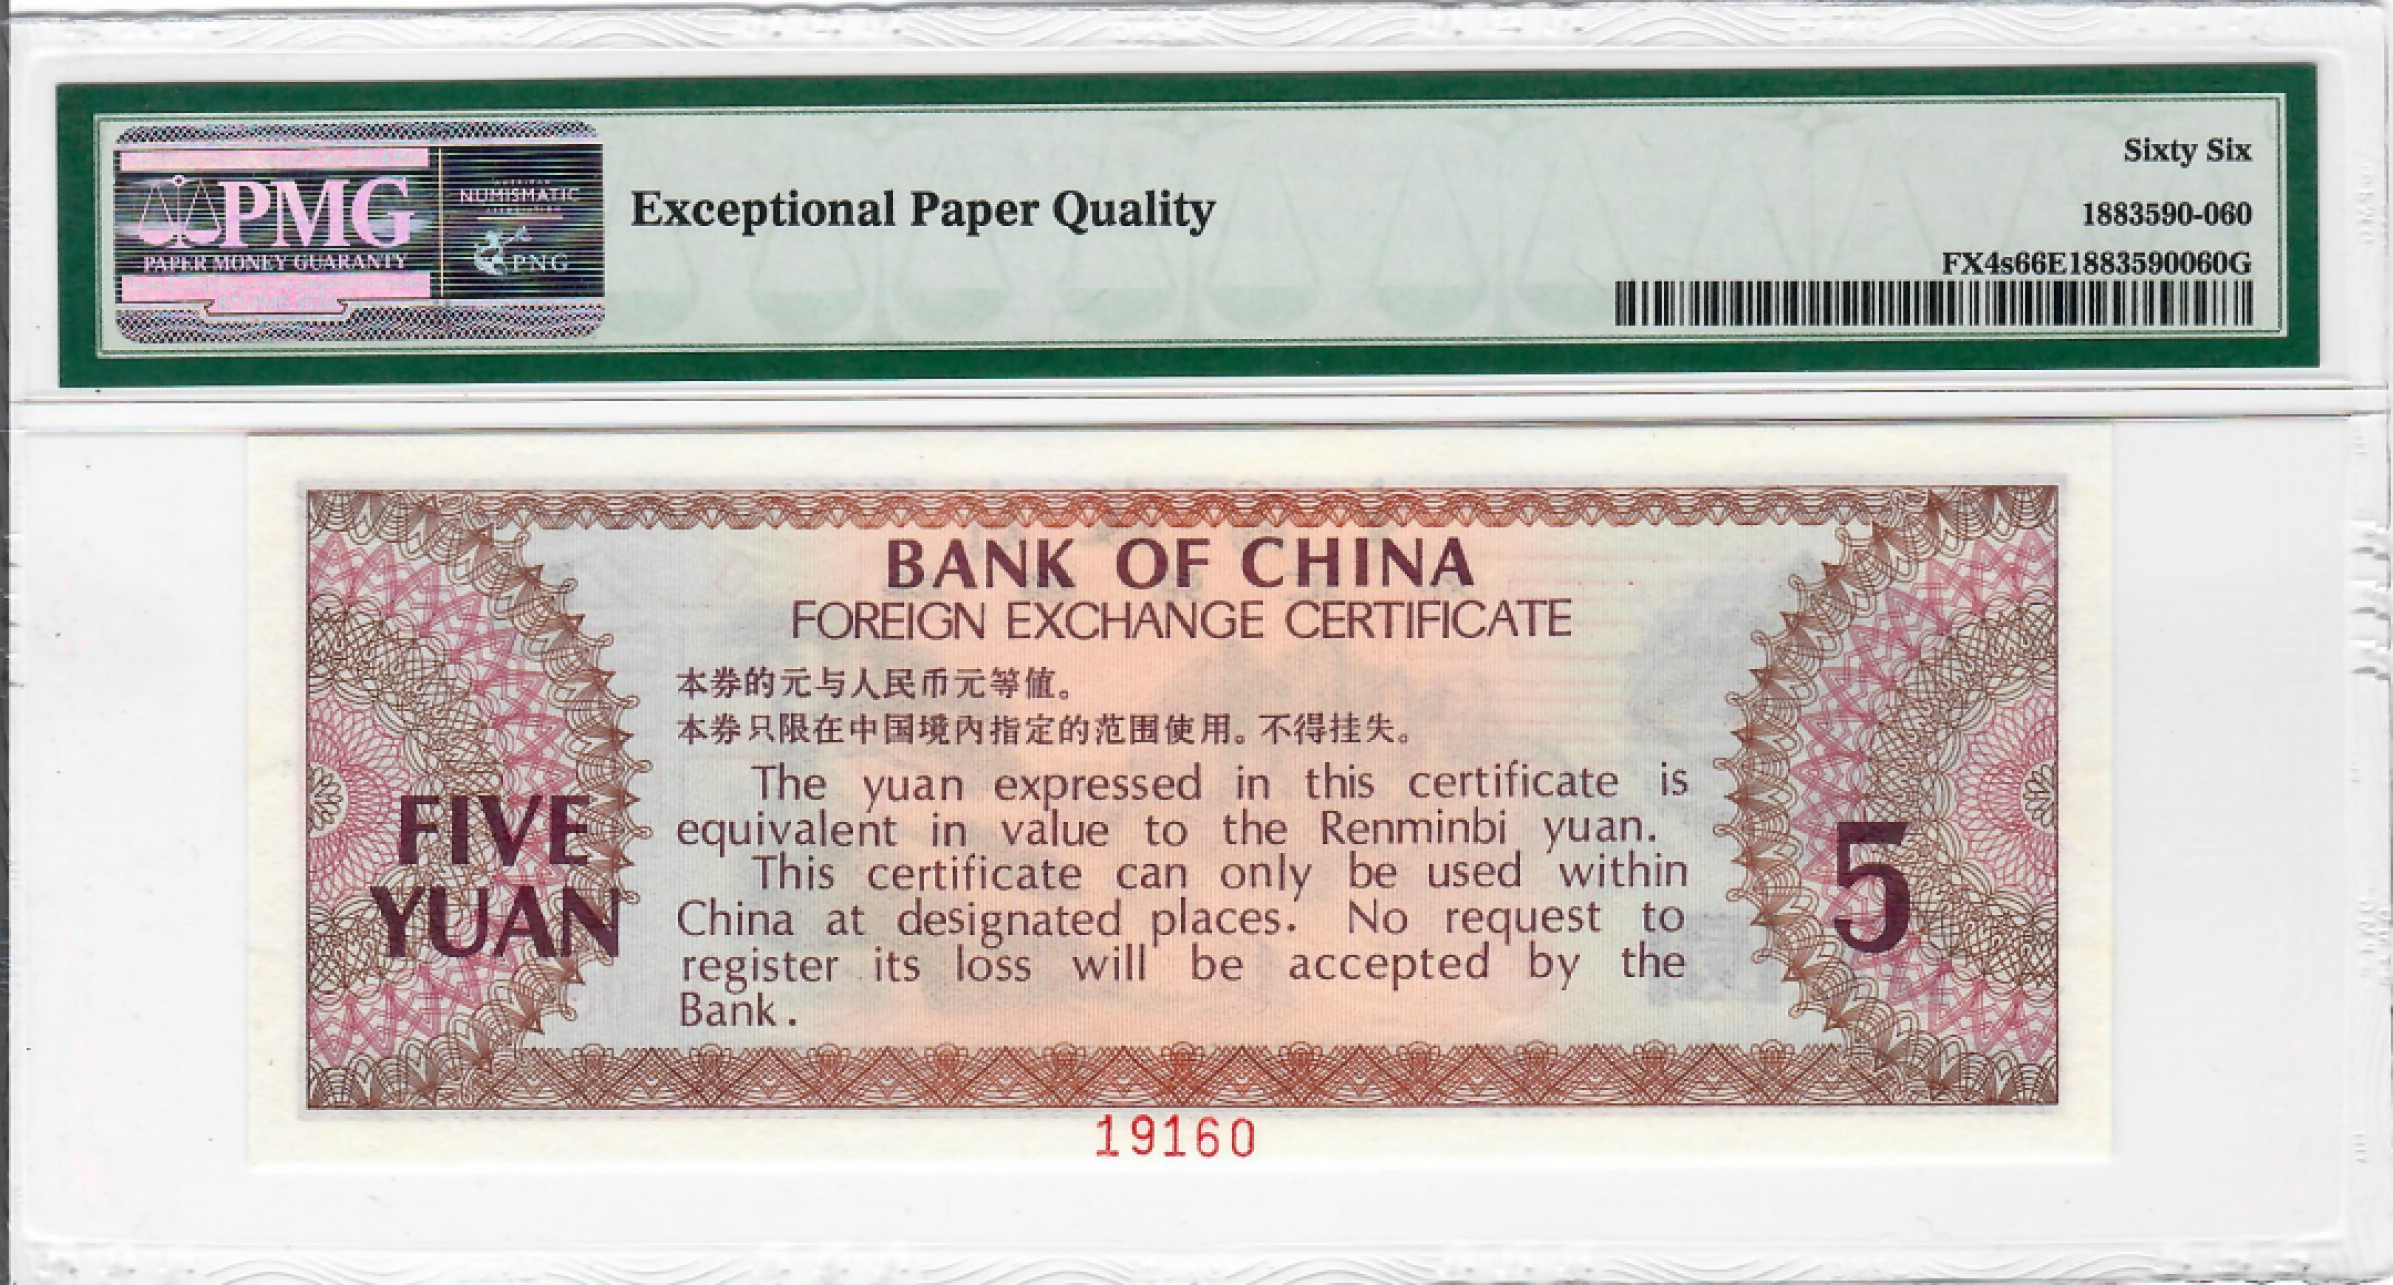 Sixty Six
PMG
PAPER MONEY GUARANTY
NUMISMATIC
PNG
Exceptional Paper Quality
1883590-060
FX4s66E1883590060G
BANK OF CHINA
FOREIGN EXCHANGE CERTIFICATE
本券的元与人民币元等值。
本券只限在中国境内指定的范围使用。不得挂失。
The yuan expressed in this certificate is
equivalent in value to the Renminbi yuan.
This certificate can only be used within
China at designated places. No request to
register its loss will be accepted by the
Bank.
FIVE
YUAN
5
19160